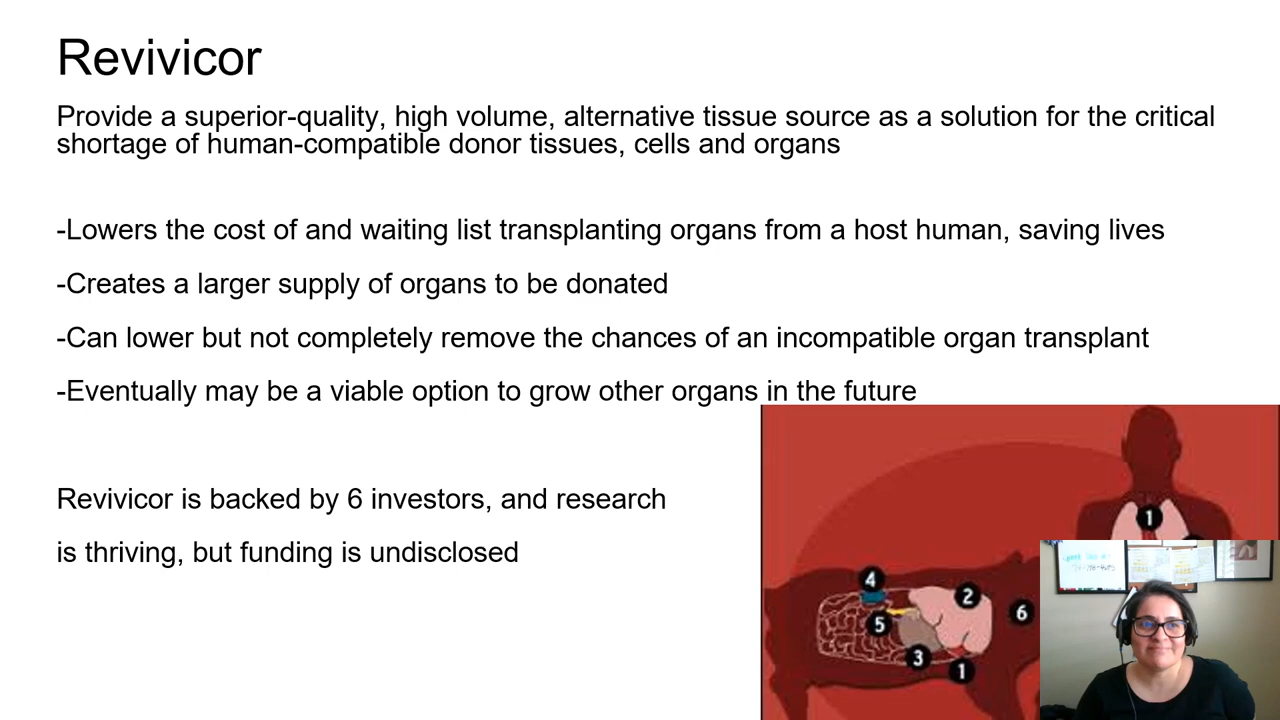 Revivicor
Provide a superior-quality, high volume, alternative tissue source as a solution for the critical
shortage of human-compatible donor tissues, cells and organs
-Lowers the cost of and waiting list transplanting organs from a host human, saving lives
-Creates a larger supply of organs to be donated
-Can lower but not completely remove the chances of an incompatible organ transplant
-Eventually may be a viable option to grow other organs in the future
Revivicor is backed by 6 investors, and research
is thriving, but funding is undisclosed
1
4
2
5
6
3
1